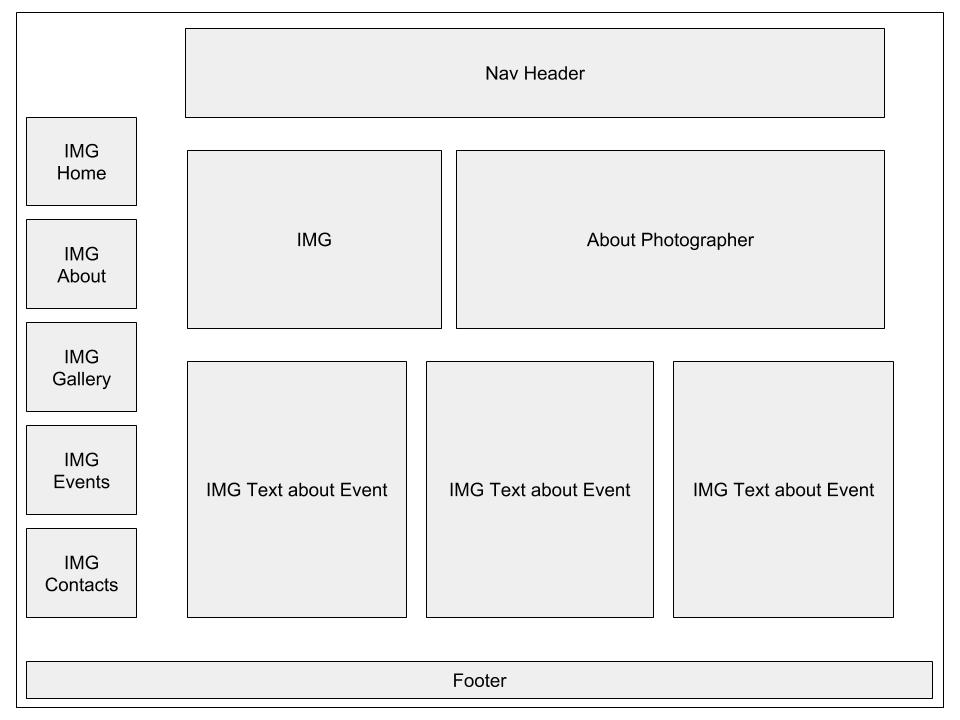 Nav Header
IMG
Home
IMG
About
IMG
Gallery
IMG
Events
IMG
Contacts
IMG
About Photographer
IMG Text about Event
IMG Text about Event
IMG Text about Event
Footer